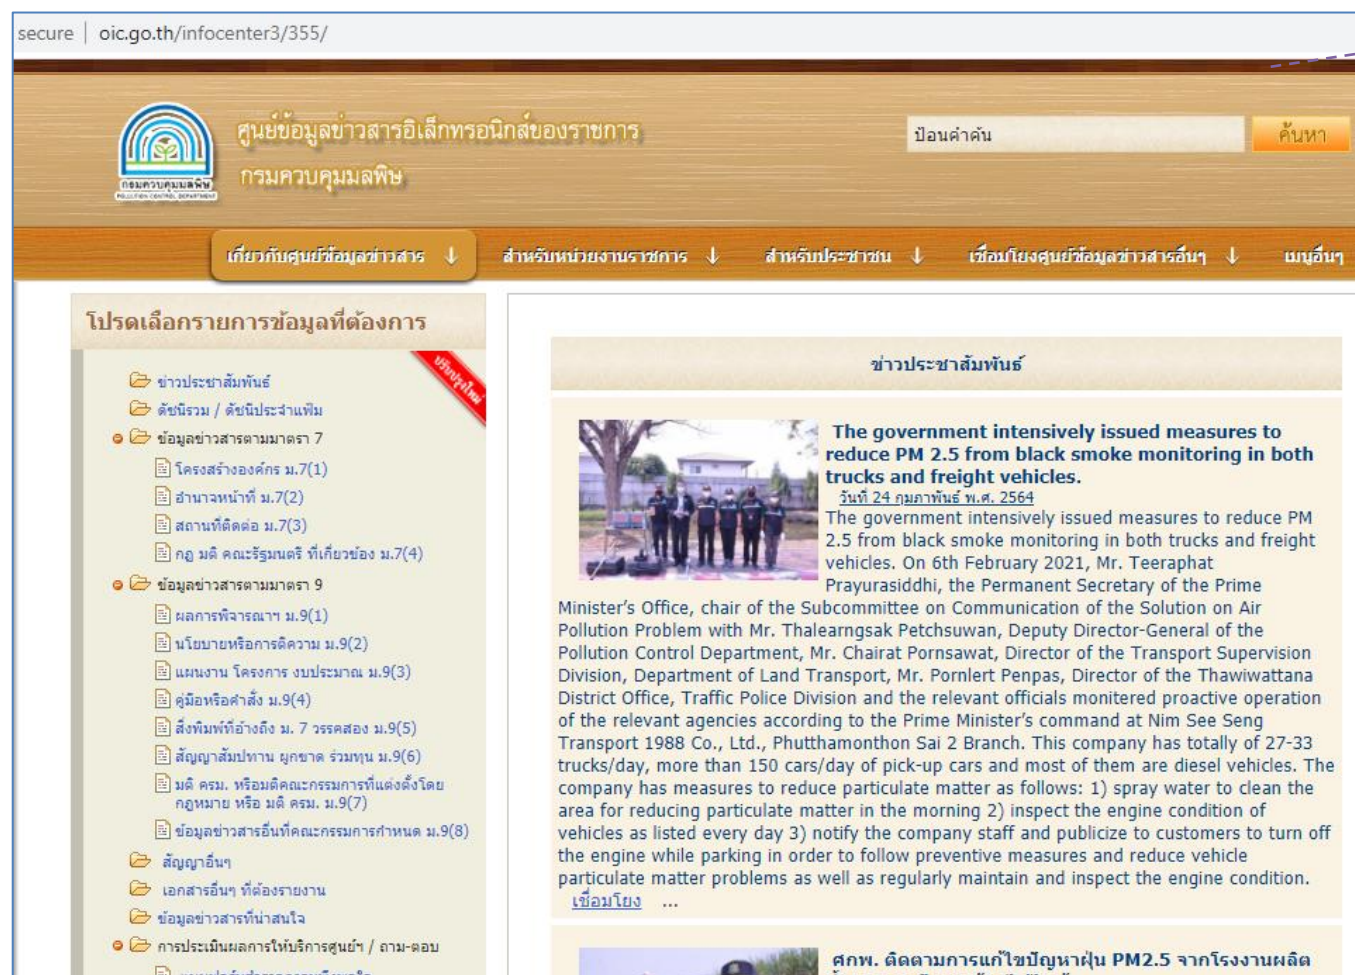 secure | oic.go.th/infocenter3/355/
ศูนย์ข้อมูลข่าวสารอิเล็กทรอนิกส์ของราชการ
กรมควบคุมมลพิษ
กรมควบคุมมลพิษ
POLLUTION CONTROL DEPARTMENT
ป้อนคำค้น
ค้นหา
เกี่ยวกับศูนย์ข้อมูลข่าวสาร ↓ สำหรับหน่วยงานราชการ ↓ สำหรับประชาชน ↓ เชื่อมโยงศูนย์ข้อมูลข่าวสารอื่นๆ ↓ เมนูอื่นๆ
โปรดเลือกรายการข้อมูลที่ต้องการ
ปรับปรุงใหม่
ข่าวประชาสัมพันธ์
ดัชนีรวม / ดัชนีประจำแฟ้ม
ข้อมูลข่าวสารตามมาตรา 7
โครงสร้างองค์กร ม.7(1)
อำนาจหน้าที่ ม.7(2)
สถานที่ติดต่อ ม.7(3)
กฎ มติ คณะรัฐมนตรี ที่เกี่ยวข้อง ม.7(4)
ข้อมูลข่าวสารตามมาตรา 9
ผลการพิจารณาฯ ม.9(1)
นโยบายหรือการตีความ ม.9(2)
แผนงาน โครงการ งบประมาณ ม.9(3)
คู่มือหรือคำสั่ง ม.9(4)
สิ่งพิมพ์ที่อ้างถึง ม. 7 วรรคสอง ม.9(5)
สัญญาสัมปทาน ผูกขาด ร่วมทุน ม.9(6)
มติ ครม. หรือมติคณะกรรมการที่แต่งตั้งโดย
กฎหมาย หรือ มติ ครม. ม.9(7)
ข้อมูลข่าวสารอื่นที่คณะกรรมการกำหนด ม.9(8)
สัญญาอื่นๆ
เอกสารอื่นๆ ที่ต้องรายงาน
ข้อมูลข่าวสารที่น่าสนใจ
การประเมินผลการให้บริการศูนย์ฯ / ถาม-ตอบ
ข่าวประชาสัมพันธ์
The government intensively issued measures to
reduce PM 2.5 from black smoke monitoring in both
trucks and freight vehicles.
วันที่ 24 กุมภาพันธ์ พ.ศ. 2564
The government intensively issued measures to reduce PM
2.5 from black smoke monitoring in both trucks and freight
vehicles. On 6th February 2021, Mr. Teeraphat
Prayurasiddhi, the Permanent Secretary of the Prime
Minister’s Office, chair of the Subcommittee on Communication of the Solution on Air
Pollution Problem with Mr. Thalearngsak Petchsuwan, Deputy Director-General of the
Pollution Control Department, Mr. Chairat Pornsawat, Director of the Transport Supervision
Division, Department of Land Transport, Mr. Pornlert Penpas, Director of the Thawiwattana
District Office, Traffic Police Division and the relevant officials monitered proactive operation
of the relevant agencies according to the Prime Minister’s command at Nim See Seng
Transport 1988 Co., Ltd., Phutthamonthon Sai 2 Branch. This company has totally of 27-33
trucks/day, more than 150 cars/day of pick-up cars and most of them are diesel vehicles. The
company has measures to reduce particulate matter as follows: 1) spray water to clean the
area for reducing particulate matter in the morning 2) inspect the engine condition of
vehicles as listed every day 3) notify the company staff and publicize to customers to turn off
the engine while parking in order to follow preventive measures and reduce vehicle
particulate matter problems as well as regularly maintain and inspect the engine condition.
เชื่อมโยง ...
ศกพ. ติดตามการแก้ไขปัญหาฝุ่น PM2.5 จากโรงงานผลิต